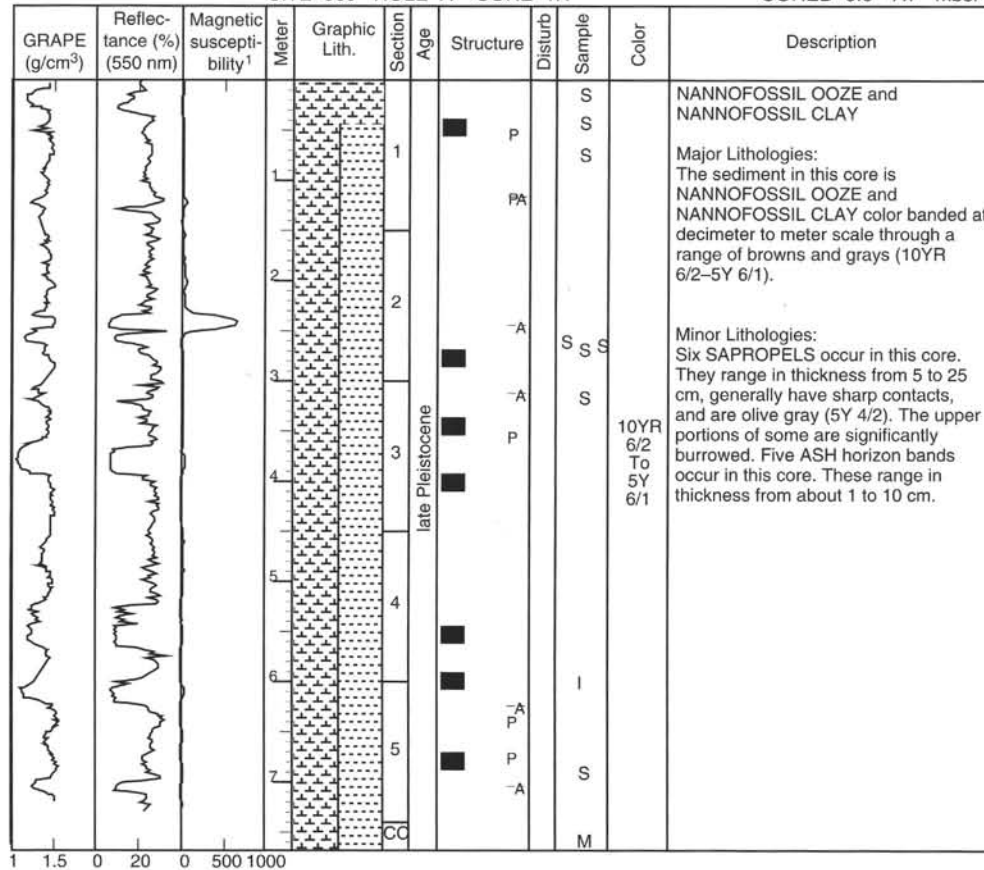 GRAPE
(g/cm³)
Reflec-
tance (%)
(550 nm)
Magnetic
suscepti-
bility¹
Meter
Graphic
Lith.
Section
Age
Structure
Disturb
Sample
Color
Description
1
2
3
4
5
6
7
1
2
3
4
5
CC
late Pleistocene
P
PA
A
A
P
A
P
P
A
S
S
S
S S S
S
I
S
M
10YR
6/2
To
5Y
6/1
NANNOFOSSIL OOZE and
NANNOFOSSIL CLAY
Major Lithologies:
The sediment in this core is
NANNOFOSSIL OOZE and
NANNOFOSSIL CLAY color banded at
decimeter to meter scale through a
range of browns and grays (10YR
6/2–5Y 6/1).
Minor Lithologies:
Six SAPROPELS occur in this core.
They range in thickness from 5 to 25
cm, generally have sharp contacts,
and are olive gray (5Y 4/2). The upper
portions of some are significantly
burrowed. Five ASH horizon bands
occur in this core. These range in
thickness from about 1 to 10 cm.
1 1.5 0 20 0 500 1000